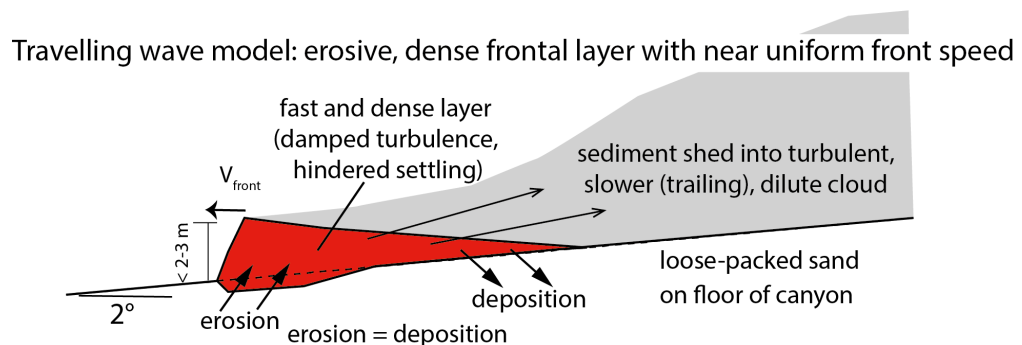 Travelling wave model: erosive, dense frontal layer with near uniform front speed
fast and dense layer
(damped turbulence,
hindered settling)
sediment shed into turbulent,
slower (trailing), dilute cloud
Vfront
< 2-3 m
loose-packed sand
on floor of canyon
deposition
2°
erosion
erosion = deposition